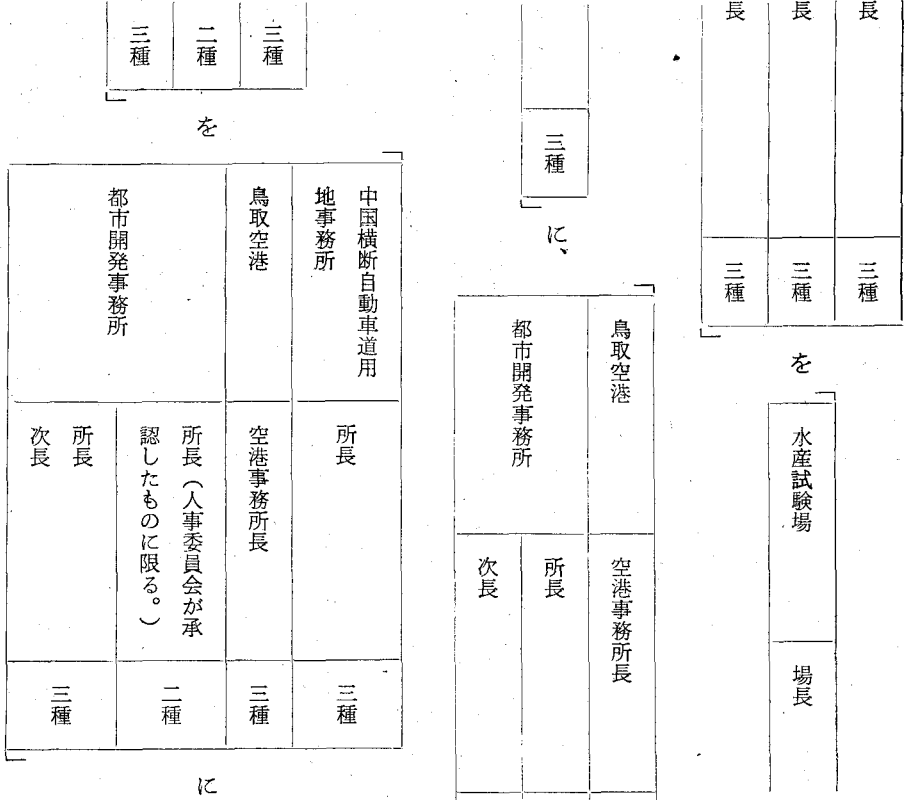 長
三種
長
三種
長
三種」
を
「水産試験場
場長
三種」
に、
「鳥取空港
空港事務所長
都市開発事務所
所長
次長
三種
二種
三種」
を
「中国横断自動車道用
地事務所
所長
三種
鳥取空港
空港事務所長
三種
都市開発事務所
所長(人事委員会が承
認したものに限る。)
二種
所長
次長
三種」
に